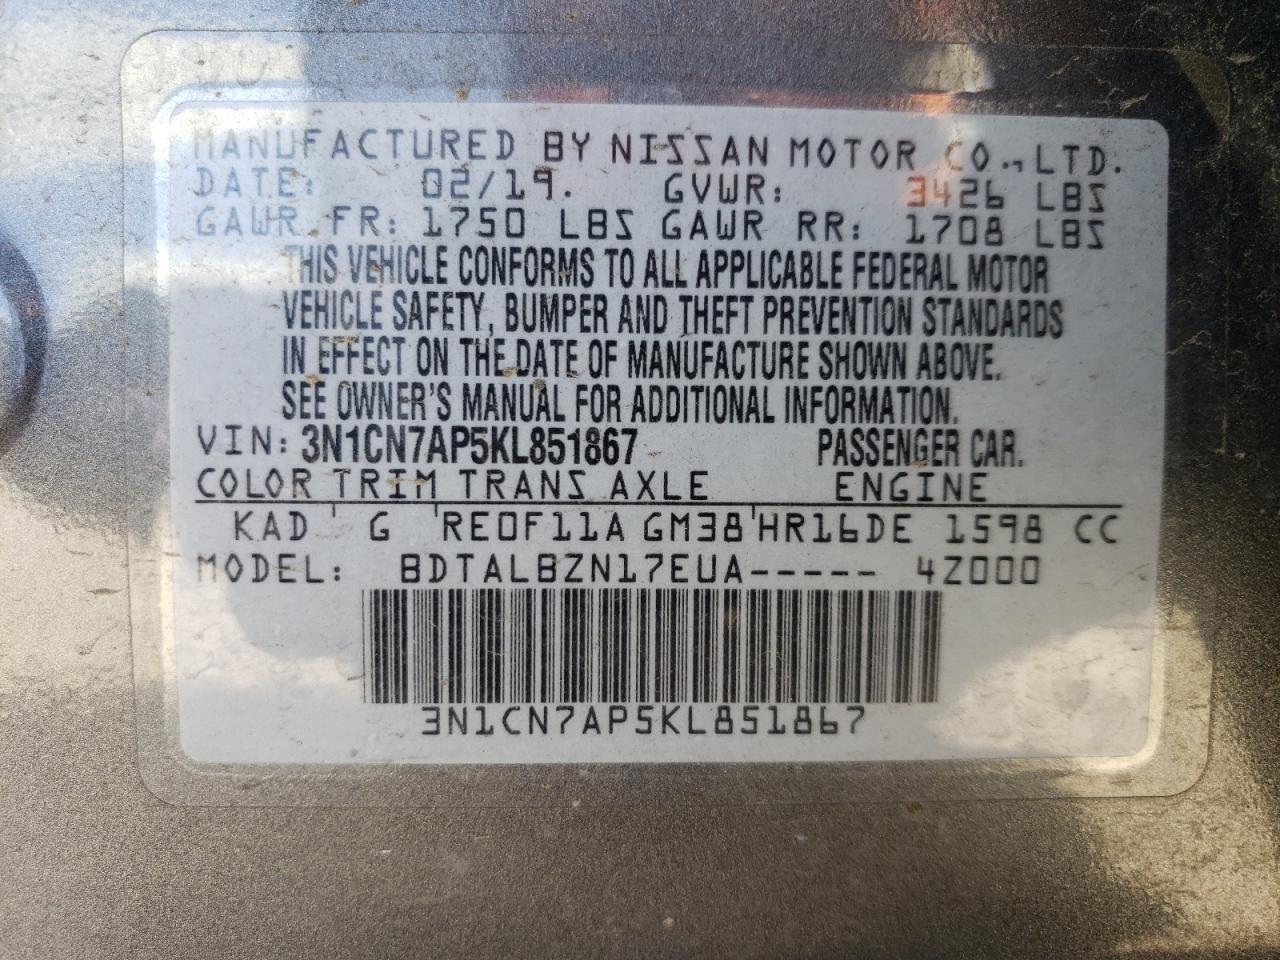 MANUFACTURED BY NISSAN MOTOR CO., LTD.
DATE: 02/19. GVWR: 3426 LBS
GAWR FR: 1750 LBS GAWR RR: 1708 LBS
THIS VEHICLE CONFORMS TO ALL APPLICABLE FEDERAL MOTOR
VEHICLE SAFETY, BUMPER AND THEFT PREVENTION STANDARDS
IN EFFECT ON THE DATE OF MANUFACTURE SHOWN ABOVE.
SEE OWNER'S MANUAL FOR ADDITIONAL INFORMATION.
VIN: 3N1CN7AP5KL851867 PASSENGER CAR.
COLOR TRIM TRANS AXLE ENGINE
KAD G RE0F11A GM38 HR16DE 1598 CC
MODEL: BDTALBZN17EUA----- 4Z000
3N1CN7AP5KL851867